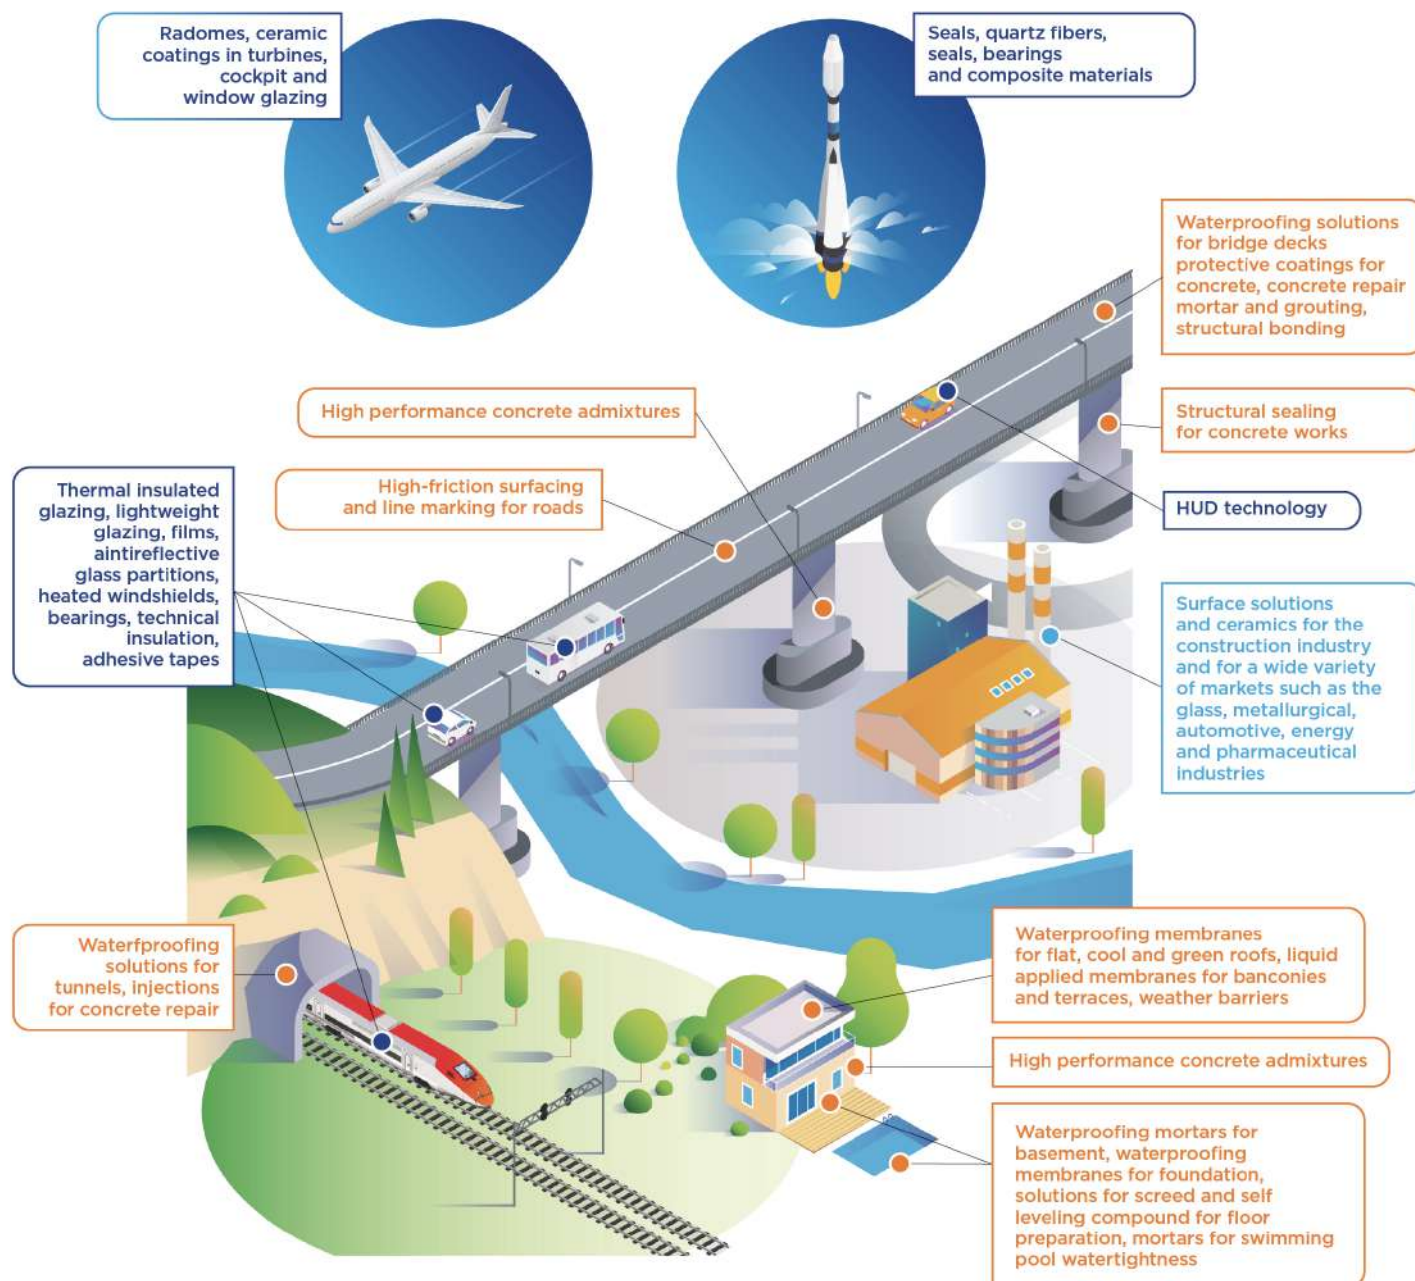 Radomes, ceramic
coatings in turbines,
cockpit and
window glazing
Seals, quartz fibers,
seals, bearings
and composite materials
Waterproofing solutions
for bridge decks
protective coatings for
concrete, concrete repair
mortar and grouting,
structural bonding
High performance concrete admixtures
Structural sealing
for concrete works
Thermal insulated
glazing, lightweight
glazing, films,
aintireflective
glass partitions,
heated windshields,
bearings, technical
insulation,
adhesive tapes
High-friction surfacing
and line marking for roads
HUD technology
Surface solutions
and ceramics for the
construction industry
and for a wide variety
of markets such as the
glass, metallurgical,
automotive, energy
and pharmaceutical
industries
Waterfproofing
solutions for
tunnels, injections
for concrete repair
Waterproofing membranes
for flat, cool and green roofs, liquid
applied membranes for banconies
and terraces, weather barriers
High performance concrete admixtures
Waterproofing mortars for
basement, waterproofing
membranes for foundation,
solutions for screed and self
leveling compound for floor
preparation, mortars for swimming
pool watertightness